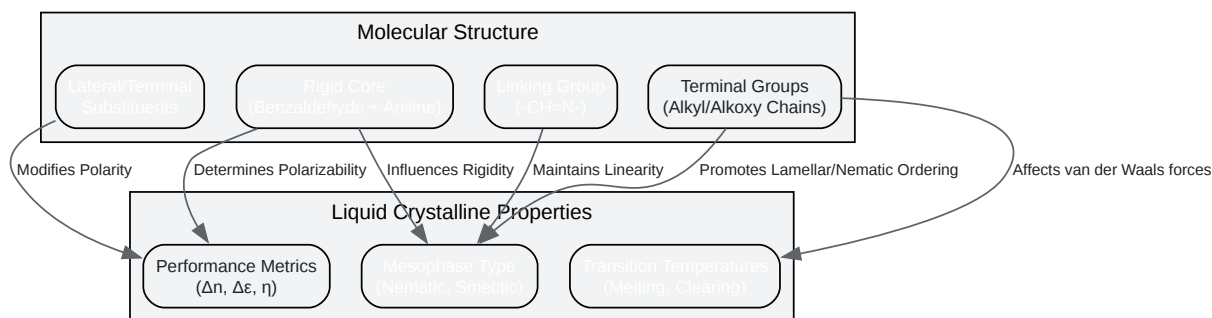 Molecular Structure
Lateral/Terminal
Substituents
Rigid Core
(Benzaldehyde + Aniline)
Linking Group
(-CH=N-)
Terminal Groups
(Alkyl/Alkoxy Chains)
Modifies Polarity
Determines Polarizability
Influences Rigidity
Maintains Linearity
Promotes Lamellar/Nematic Ordering
Affects van der Waals forces
Liquid Crystalline Properties
Performance Metrics
(Δn, Δε, η)
Mesophase Type
(Nematic, Smectic)
Transition Temperatures
(Melting, Clearing)